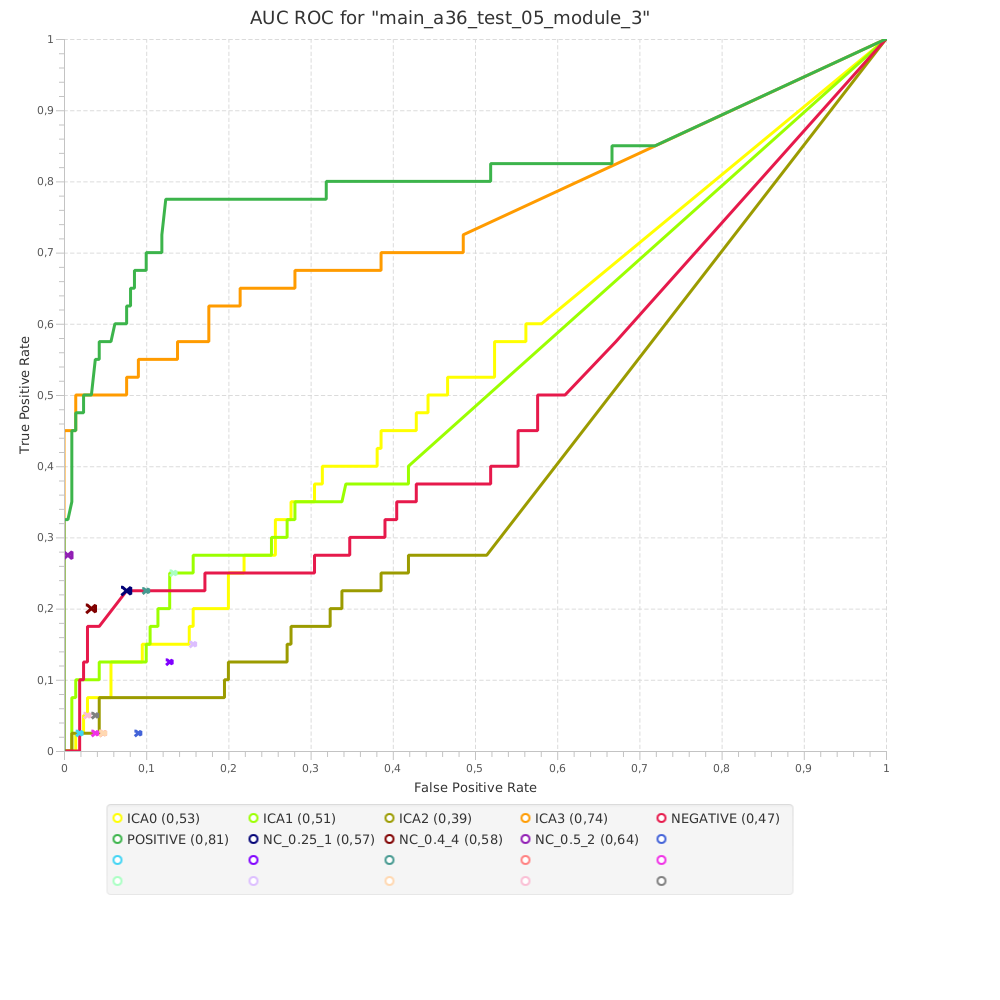 AUC ROC for "main_a36_test_05_module_3"
1
0,9
0,8
0,7
0,6
0,5
0,4
0,3
0,2
0,1
0
True Positive Rate
0 0,1 0,2 0,3 0,4 0,5 0,6 0,7 0,8 0,9 1
False Positive Rate
ICA0 (0,53) ICA1 (0,51) ICA2 (0,39) ICA3 (0,74) NEGATIVE (0,47)
POSITIVE (0,81) NC_0.25_1 (0,57) NC_0.4_4 (0,58) NC_0.5_2 (0,64)